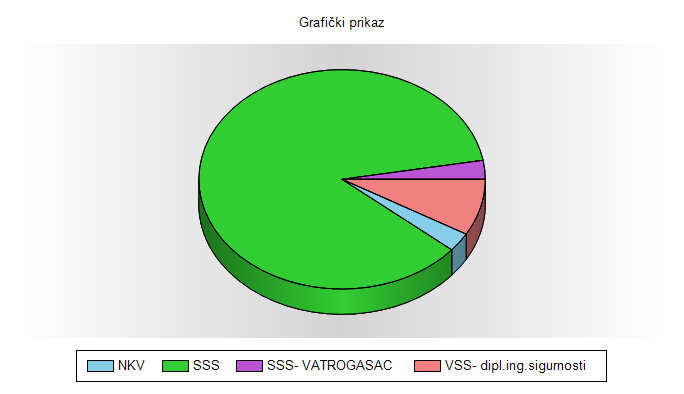 Grafički prikaz
NKV SSS SSS- VATROGASAC VSS- dipl.ing.sigurnosti